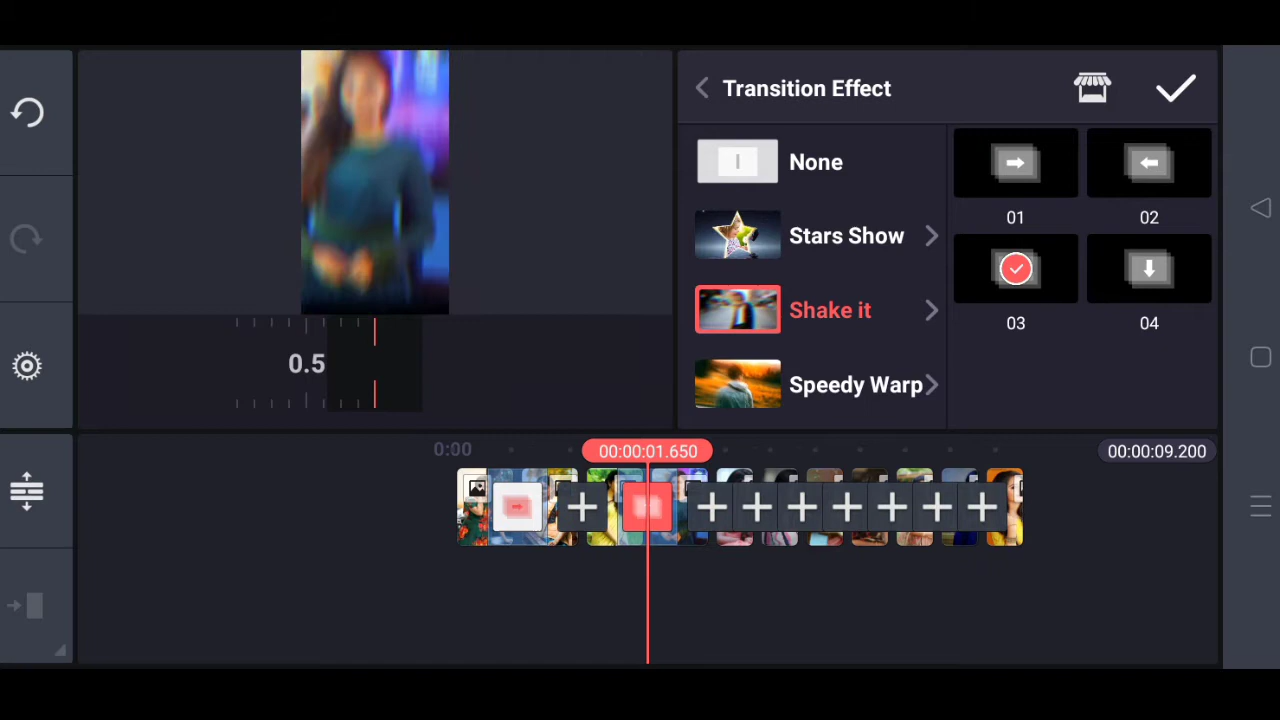 Transition Effect
None
Stars Show
Shake it
Speedy Warp
01
02
03
04
0.5
0:00
00:00:01.650
00:00:09.200